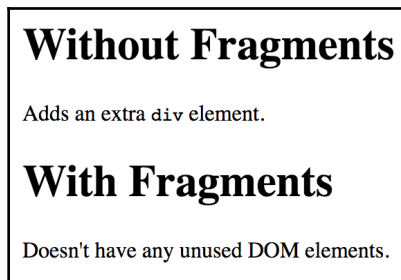 Without Fragments
Adds an extra div element.
With Fragments
Doesn't have any unused DOM elements.